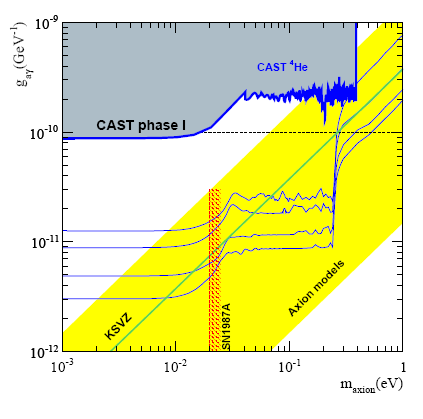 10⁻⁹
g_aγ(GeV⁻¹)
CAST ⁴He
CAST phase I
10⁻¹⁰
10⁻¹¹
KSVZ
SN1987A
Axion models
10⁻¹²
10⁻³ 10⁻² 10⁻¹ 1
m_axion(eV)